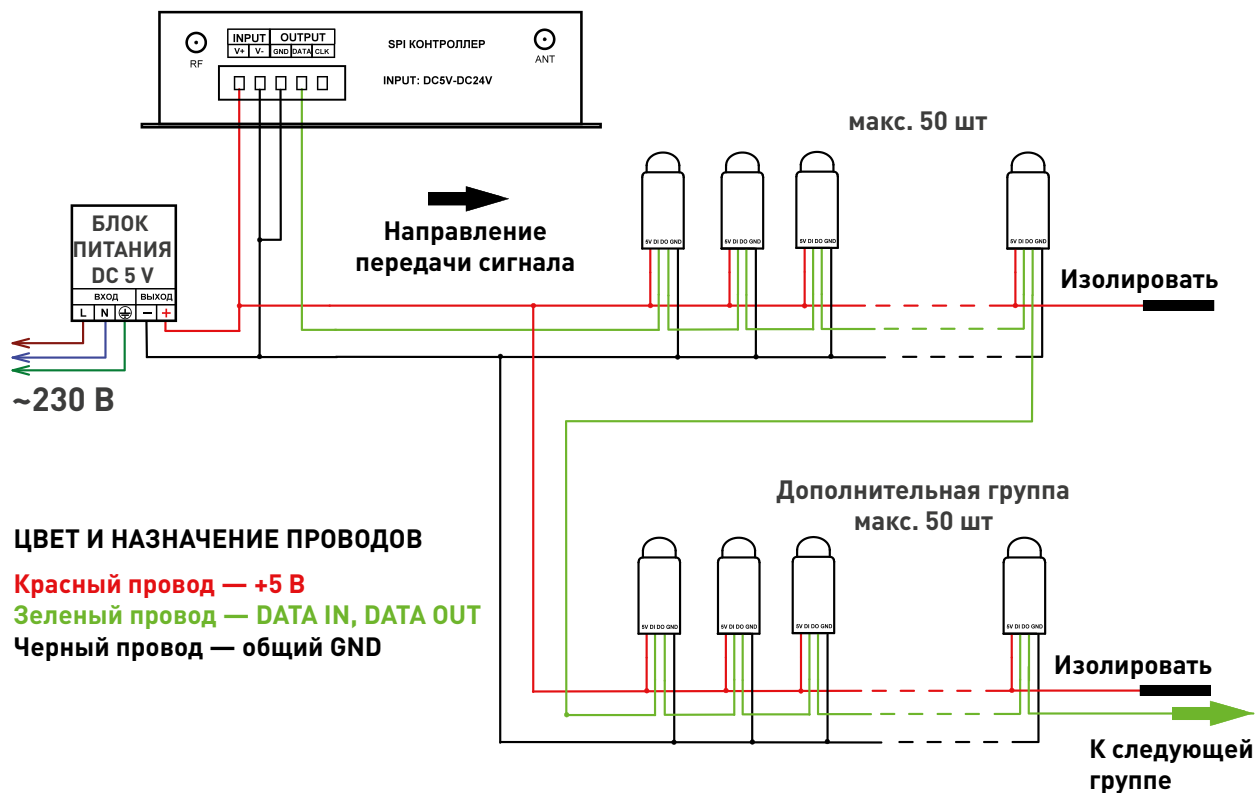 INPUT OUTPUT
V+ V- GND DATA CLK
RF
SPI КОНТРОЛЛЕР
INPUT: DC5V-DC24V
ANT
макс. 50 шт
5V DI DO GND
5V DI DO GND
5V DI DO GND
5V DI DO GND
Направление
передачи сигнала
Изолировать
БЛОК
ПИТАНИЯ
DC 5 V
ВХОД ВЫХОД
L N − +
~230 В
Дополнительная группа
макс. 50 шт
5V DI DO GND
5V DI DO GND
5V DI DO GND
5V DI DO GND
Изолировать
К следующей
группе
ЦВЕТ И НАЗНАЧЕНИЕ ПРОВОДОВ
Красный провод — +5 В
Зеленый провод — DATA IN, DATA OUT
Черный провод — общий GND